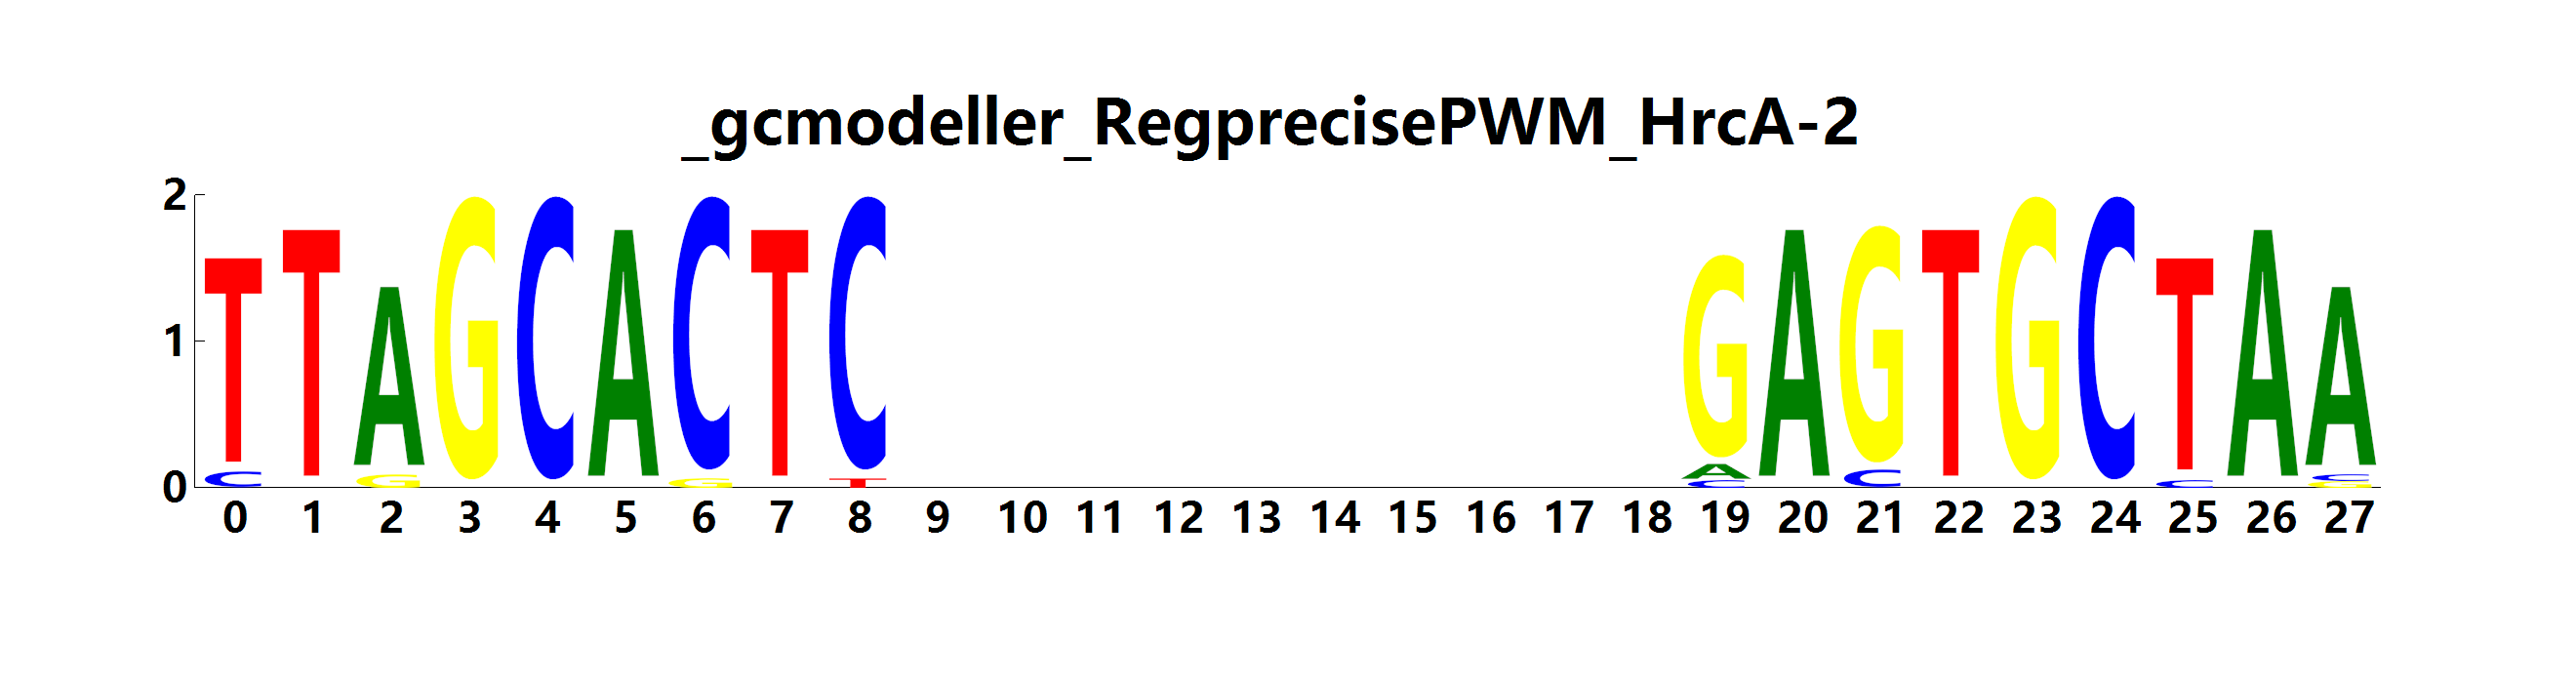 _gcmodeller_RegprecisePWM_HrcA-2
2
1
0
T T A G C A C T C G A G T G C T A A
C G G T A C C C G
0 1 2 3 4 5 6 7 8 9 10 11 12 13 14 15 16 17 18 19 20 21 22 23 24 25 26 27